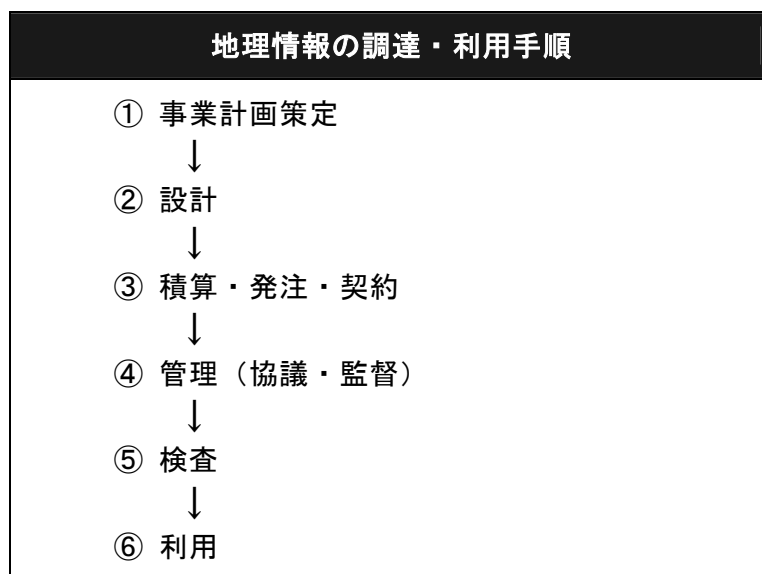 地理情報の調達・利用手順
① 事業計画策定
↓
② 設計
↓
③ 積算・発注・契約
↓
④ 管理（協議・監督）
↓
⑤ 検査
↓
⑥ 利用